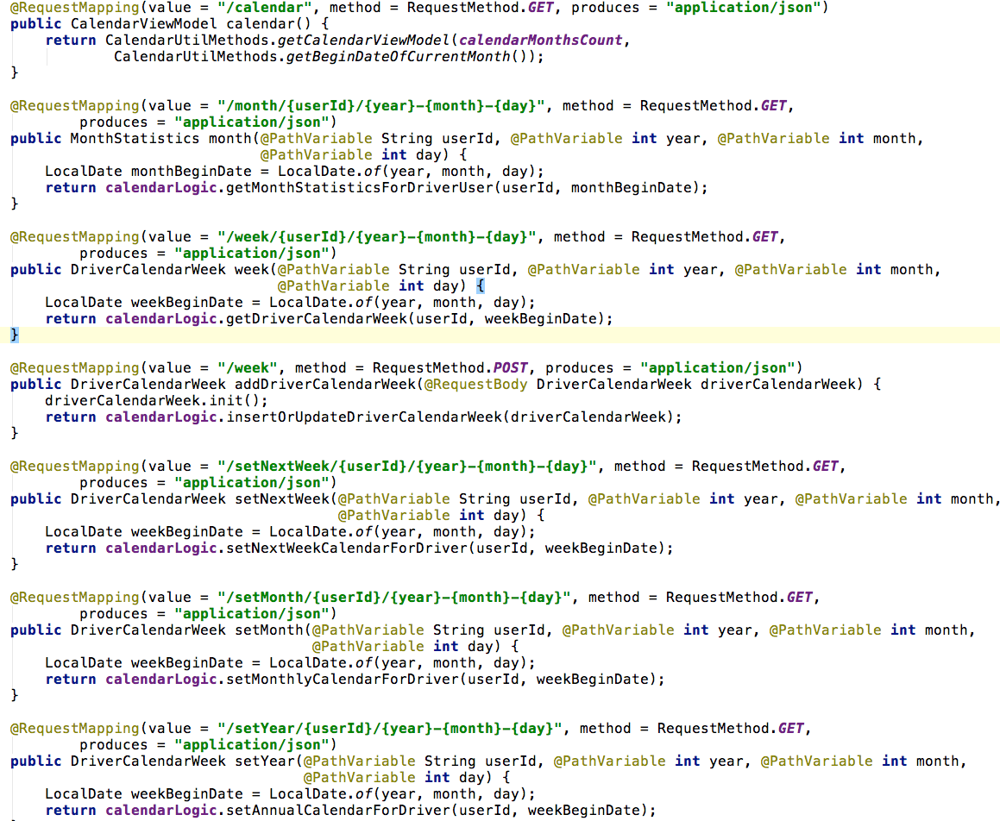 @RequestMapping(value = "/calendar", method = RequestMethod.GET, produces = "application/json")
public CalendarViewModel calendar() {
    return CalendarUtilMethods.getCalendarViewModel(calendarMonthsCount,
            CalendarUtilMethods.getBeginDateOfCurrentMonth());
}

@RequestMapping(value = "/month/{userId}/{year}-{month}-{day}", method = RequestMethod.GET,
        produces = "application/json")
public MonthStatistics month(@PathVariable String userId, @PathVariable int year, @PathVariable int month,
                             @PathVariable int day) {
    LocalDate monthBeginDate = LocalDate.of(year, month, day);
    return calendarLogic.getMonthStatisticsForDriverUser(userId, monthBeginDate);
}

@RequestMapping(value = "/week/{userId}/{year}-{month}-{day}", method = RequestMethod.GET,
        produces = "application/json")
public DriverCalendarWeek week(@PathVariable String userId, @PathVariable int year, @PathVariable int month,
                               @PathVariable int day) {
    LocalDate weekBeginDate = LocalDate.of(year, month, day);
    return calendarLogic.getDriverCalendarWeek(userId, weekBeginDate);
}

@RequestMapping(value = "/week", method = RequestMethod.POST, produces = "application/json")
public DriverCalendarWeek addDriverCalendarWeek(@RequestBody DriverCalendarWeek driverCalendarWeek) {
    driverCalendarWeek.init();
    return calendarLogic.insertOrUpdateDriverCalendarWeek(driverCalendarWeek);
}

@RequestMapping(value = "/setNextWeek/{userId}/{year}-{month}-{day}", method = RequestMethod.GET,
        produces = "application/json")
public DriverCalendarWeek setNextWeek(@PathVariable String userId, @PathVariable int year, @PathVariable int month,
                                      @PathVariable int day) {
    LocalDate weekBeginDate = LocalDate.of(year, month, day);
    return calendarLogic.setNextWeekCalendarForDriver(userId, weekBeginDate);
}

@RequestMapping(value = "/setMonth/{userId}/{year}-{month}-{day}", method = RequestMethod.GET,
        produces = "application/json")
public DriverCalendarWeek setMonth(@PathVariable String userId, @PathVariable int year, @PathVariable int month,
                                   @PathVariable int day) {
    LocalDate weekBeginDate = LocalDate.of(year, month, day);
    return calendarLogic.setMonthlyCalendarForDriver(userId, weekBeginDate);
}

@RequestMapping(value = "/setYear/{userId}/{year}-{month}-{day}", method = RequestMethod.GET,
        produces = "application/json")
public DriverCalendarWeek setYear(@PathVariable String userId, @PathVariable int year, @PathVariable int month,
                                  @PathVariable int day) {
    LocalDate weekBeginDate = LocalDate.of(year, month, day);
    return calendarLogic.setAnnualCalendarForDriver(userId, weekBeginDate);